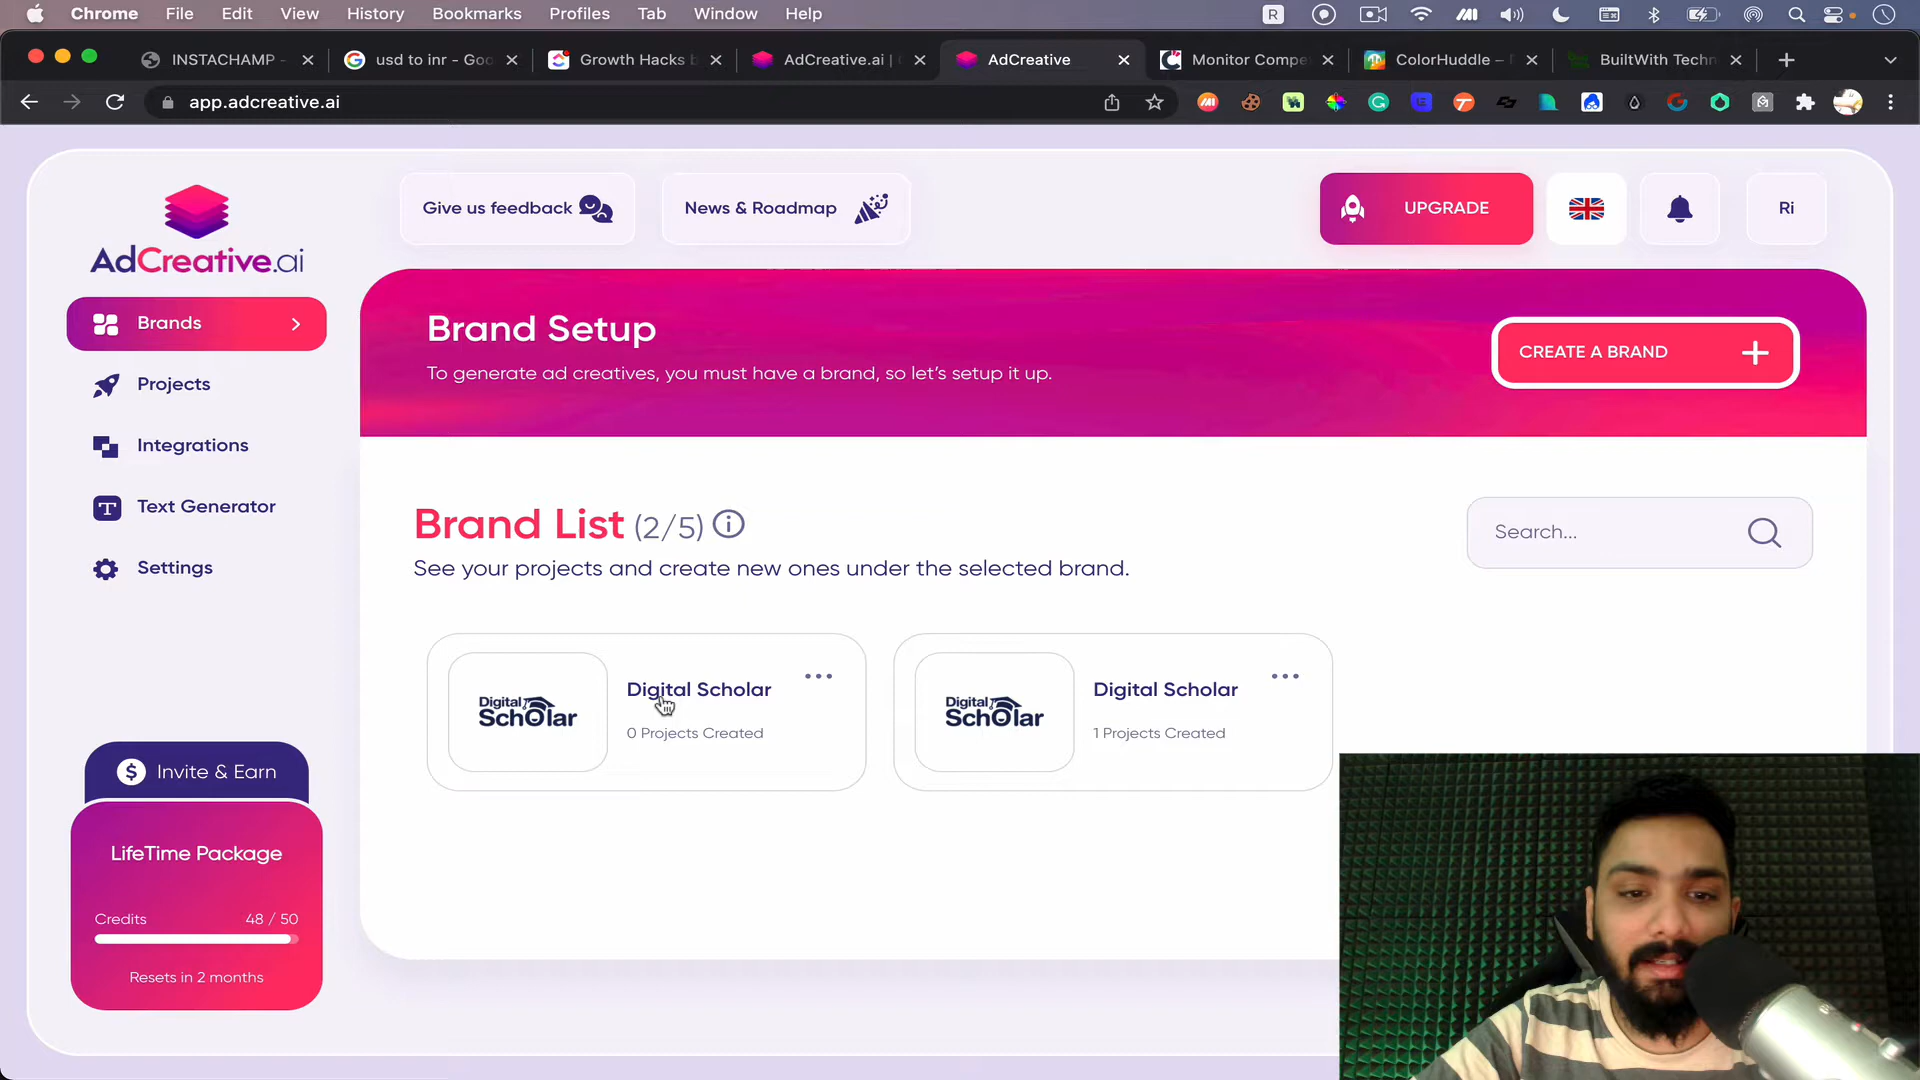 Chrome File Edit View History Bookmarks Profiles Tab Window Help
INSTACHAMP - usd to inr - Goo Growth Hacks b AdCreative.ai | AdCreative Monitor Compe ColorHuddle – BuiltWith Techn
app.adcreative.ai
AdCreative.ai
Give us feedback
News & Roadmap
UPGRADE
Ri
Brands
Projects
Integrations
Text Generator
Settings
Brand Setup
To generate ad creatives, you must have a brand, so let's setup it up.
CREATE A BRAND
Brand List (2/5)
See your projects and create new ones under the selected brand.
Search...
Digital Scholar
Digital Scholar
0 Projects Created
Digital Scholar
Digital Scholar
1 Projects Created
$ Invite & Earn
LifeTime Package
Credits 48 / 50
Resets in 2 months